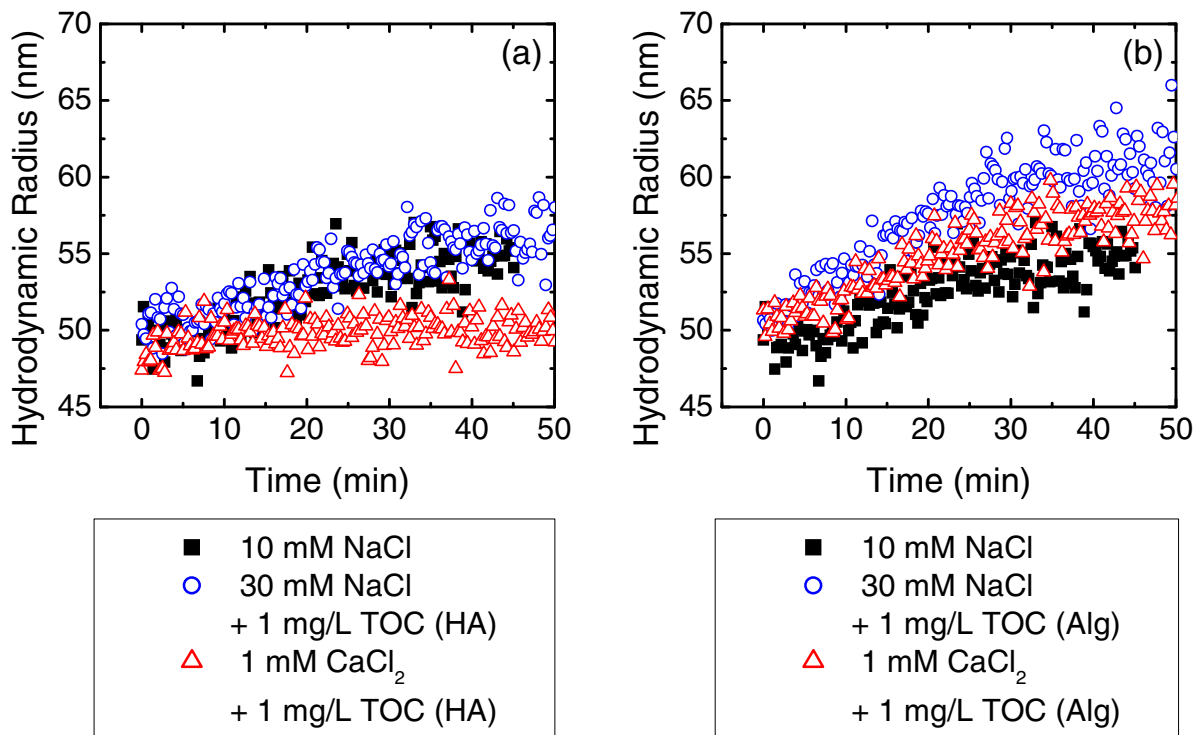 (a)
Hydrodynamic Radius (nm)
70
65
60
55
50
45
0 10 20 30 40 50
Time (min)
10 mM NaCl
30 mM NaCl
+ 1 mg/L TOC (HA)
1 mM CaCl₂
+ 1 mg/L TOC (HA)
(b)
Hydrodynamic Radius (nm)
70
65
60
55
50
45
0 10 20 30 40 50
Time (min)
10 mM NaCl
30 mM NaCl
+ 1 mg/L TOC (Alg)
1 mM CaCl₂
+ 1 mg/L TOC (Alg)